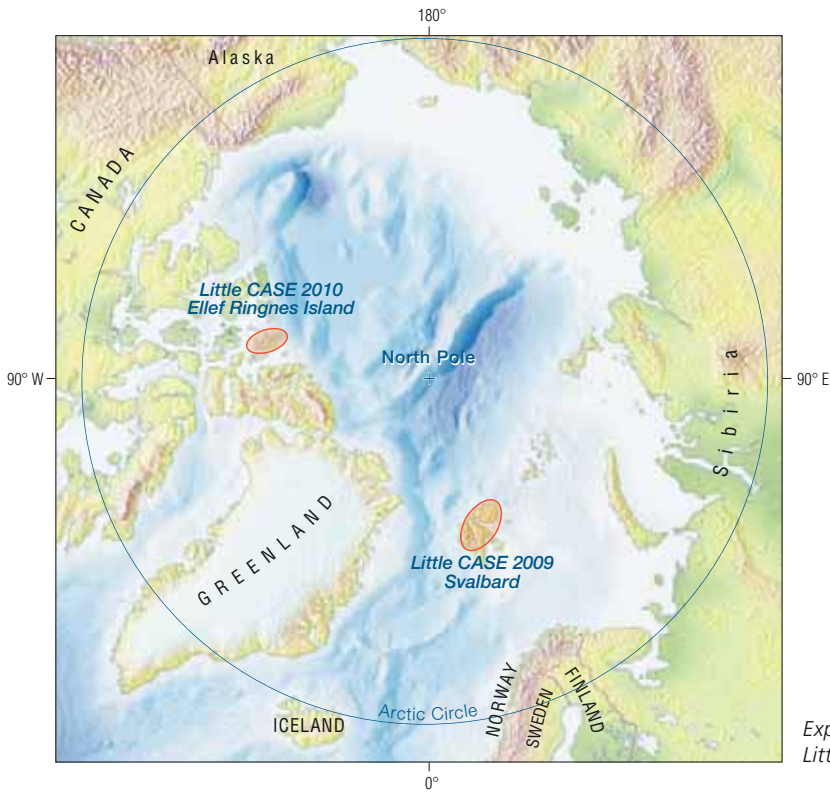 180°
Alaska
CANADA
Little CASE 2010
Ellef Ringnes Island
North Pole
90° W
90° E
Sibiria
GREENLAND
Little CASE 2009
Svalbard
NORWAY
SWEDEN
FINLAND
Arctic Circle
ICELAND
0°